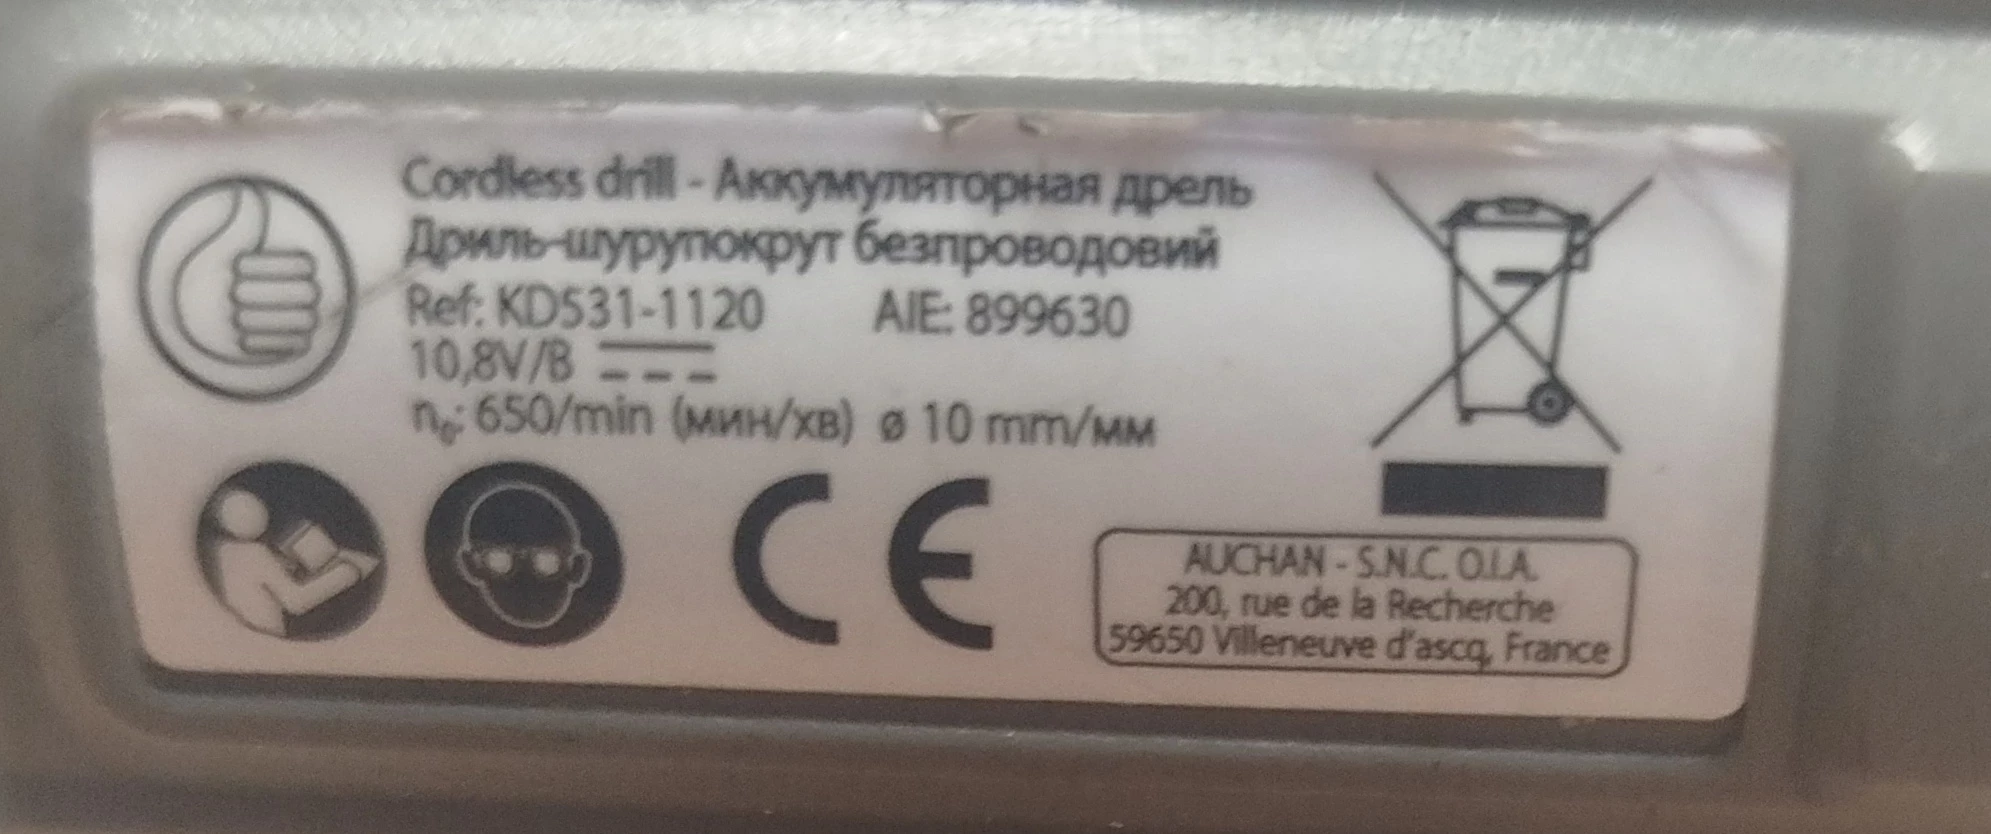 Cordless drill - Аккумуляторная дрель
Дриль-шурупокрут безпроводовий
Ref: KD531-1120 AIE: 899630
10,8V/В
n₀: 650/min (мин/хв) ø 10 mm/мм
CE
AUCHAN - S.N.C. O.I.A.
200, rue de la Recherche
59650 Villeneuve d'ascq, France